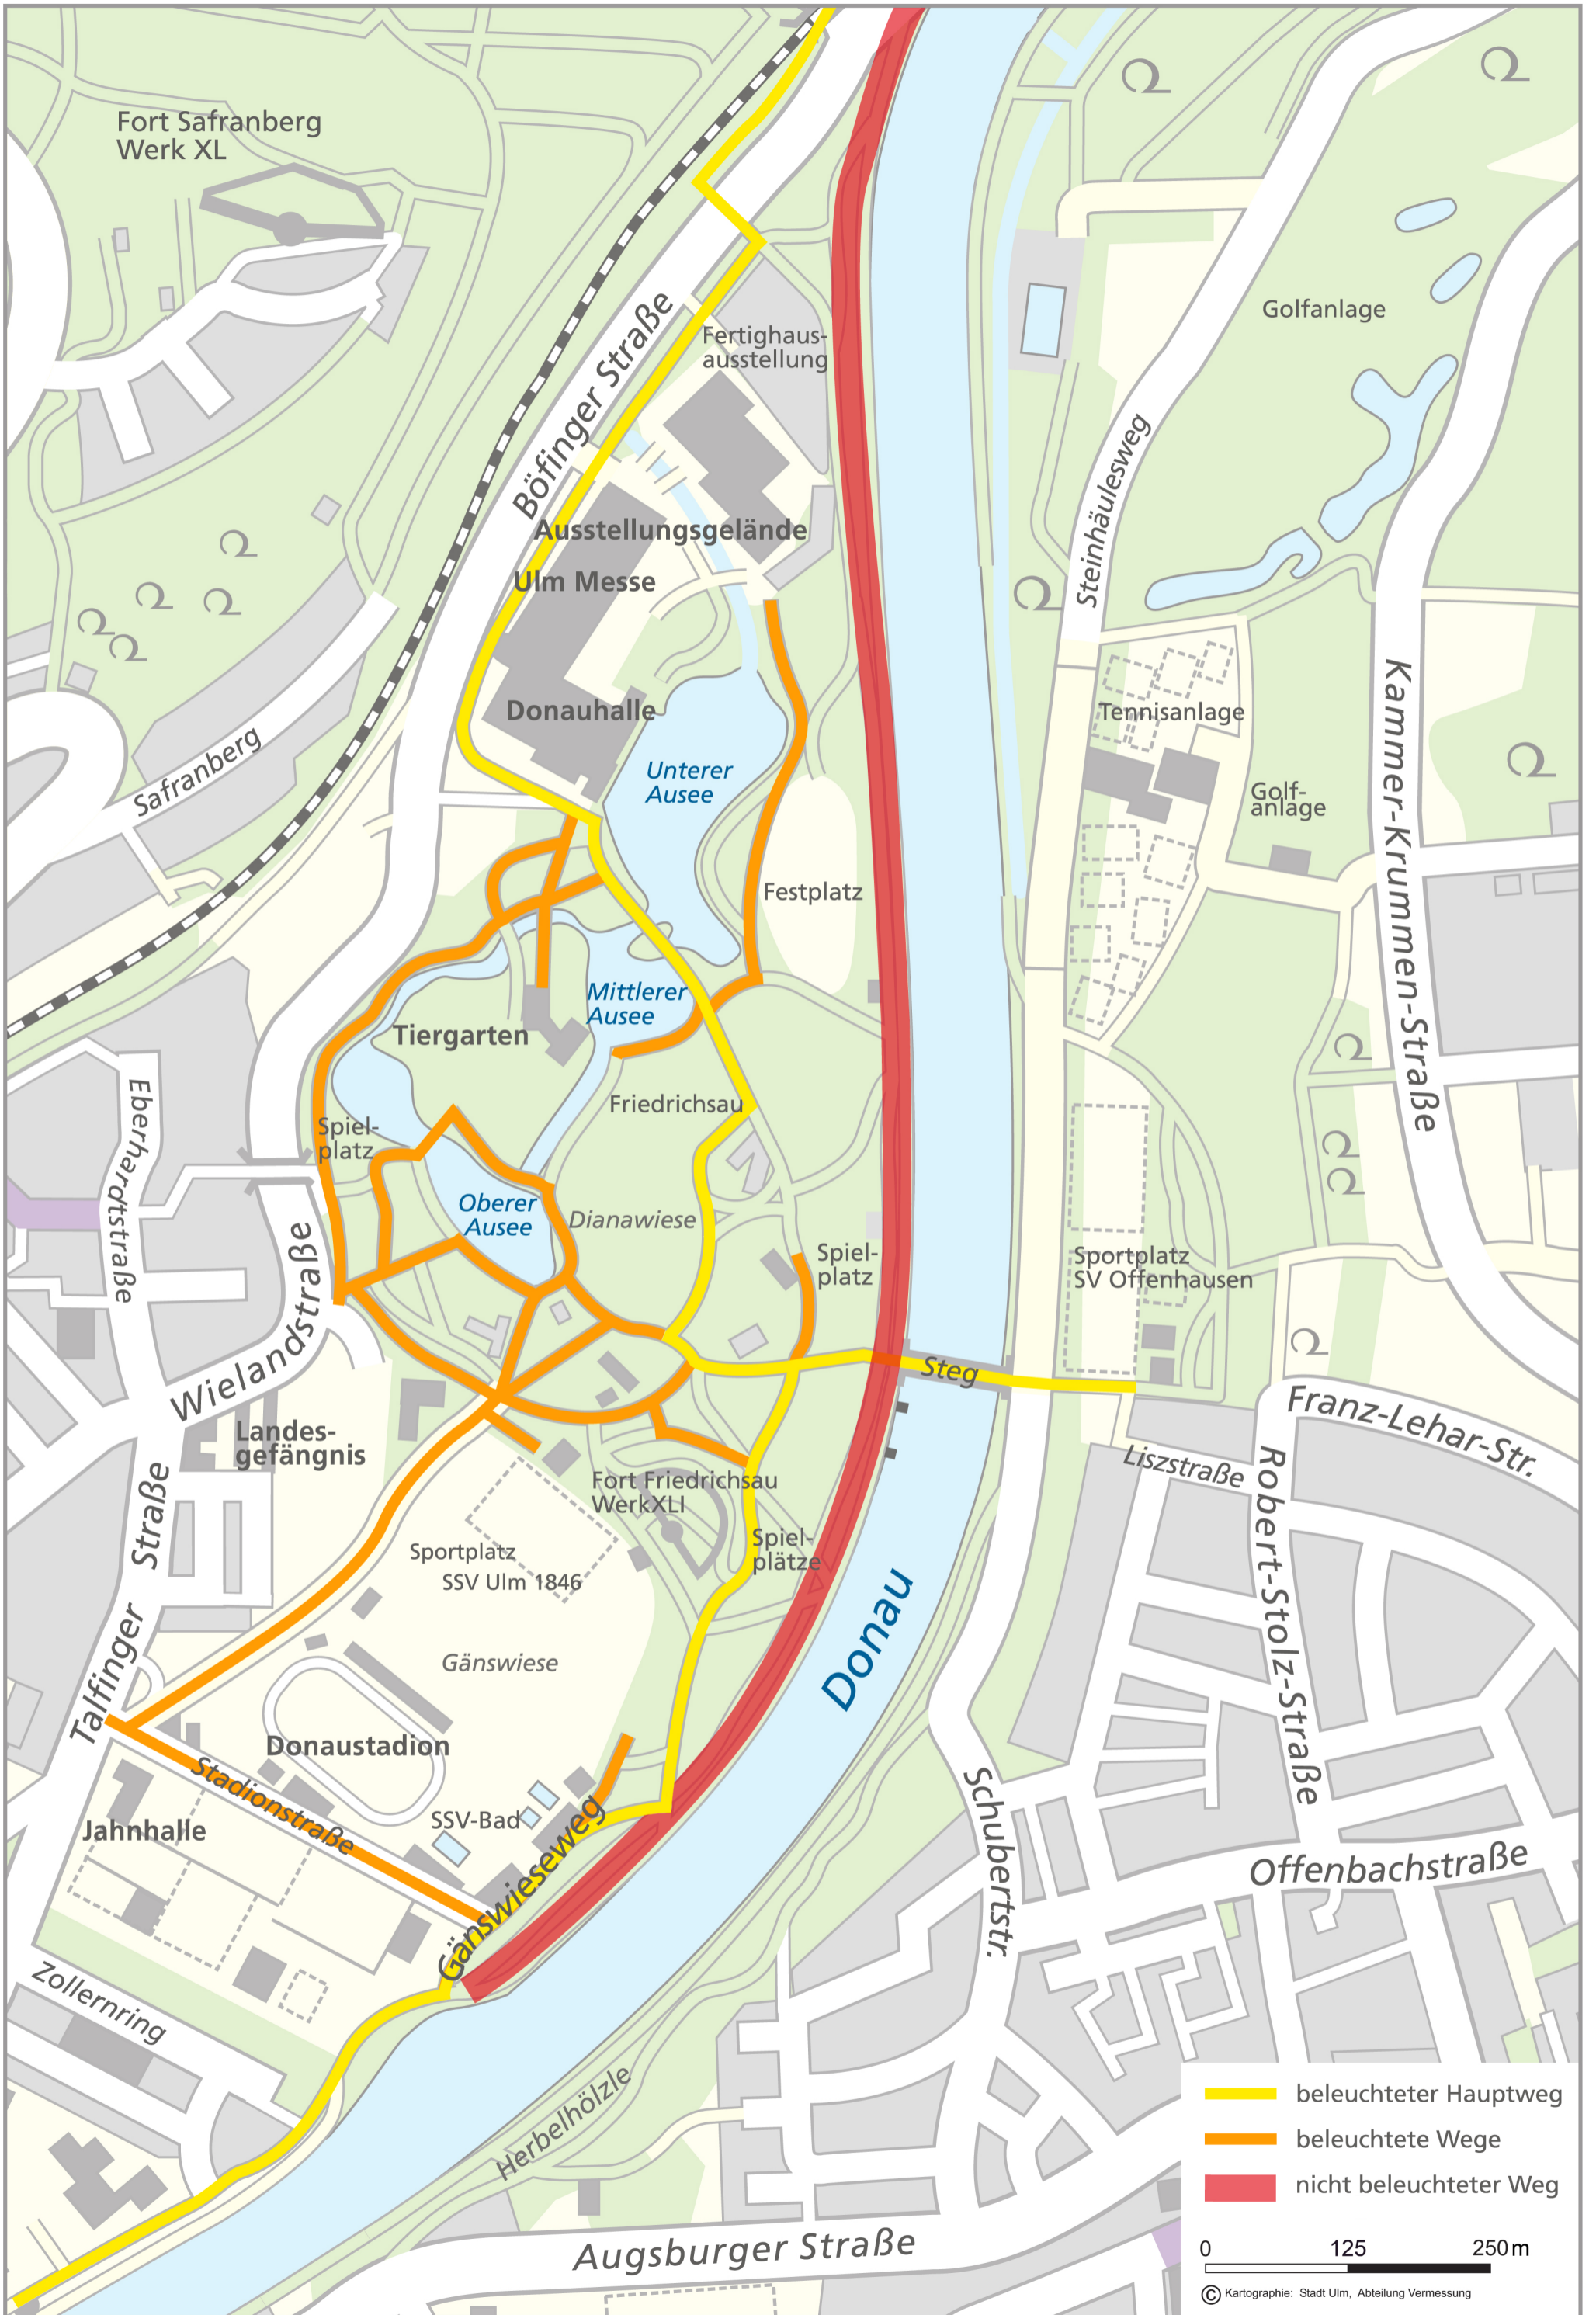 Fort Safranberg
Werk XL
Golfanlage
Fertighaus-
ausstellung
Böfinger Straße
Steinhäulesweg
Ausstellungsgelände
Ulm Messe
Donauhalle
Tennisanlage
Kammer-Krummen-Straße
Safranberg
Unterer
Ausee
Golf-
anlage
Festplatz
Mittlerer
Ausee
Tiergarten
Eberhardtstraße
Friedrichsau
Spiel-
platz
Oberer
Ausee
Dianawiese
Spiel-
platz
Sportplatz
SV Offenhausen
Wielandstraße
Steg
Franz-Lehar-Str.
Landes-
gefängnis
Liszstraße
Fort Friedrichsau
WerkXLI
Robert-Stolz-Straße
Talfinger Straße
Sportplatz
SSV Ulm 1846
Spiel-
plätze
Donau
Gänswiese
Donaustadion
Stadionstraße
Jahnhalle
SSV-Bad
Gänswieseweg
Schubertstr.
Offenbachstraße
Zollernring
Herbelhölzle
Augsburger Straße
beleuchteter Hauptweg
beleuchtete Wege
nicht beleuchteter Weg
0 125 250 m
© Kartographie: Stadt Ulm, Abteilung Vermessung